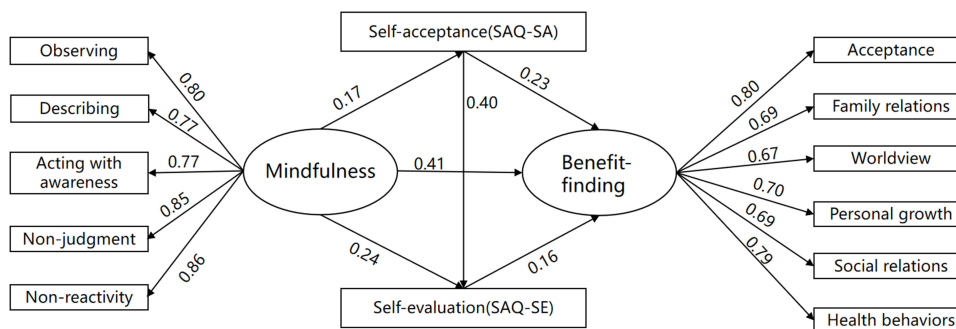 Self-acceptance(SAQ-SA)
Observing
Describing
Acting with
awareness
Non-judgment
Non-reactivity
0.80
0.77
0.77
0.85
0.86
Mindfulness
0.17
0.41
0.24
0.40
0.23
0.16
Benefit-
finding
0.80
0.69
0.67
0.70
0.69
0.79
Acceptance
Family relations
Worldview
Personal growth
Social relations
Health behaviors
Self-evaluation(SAQ-SE)